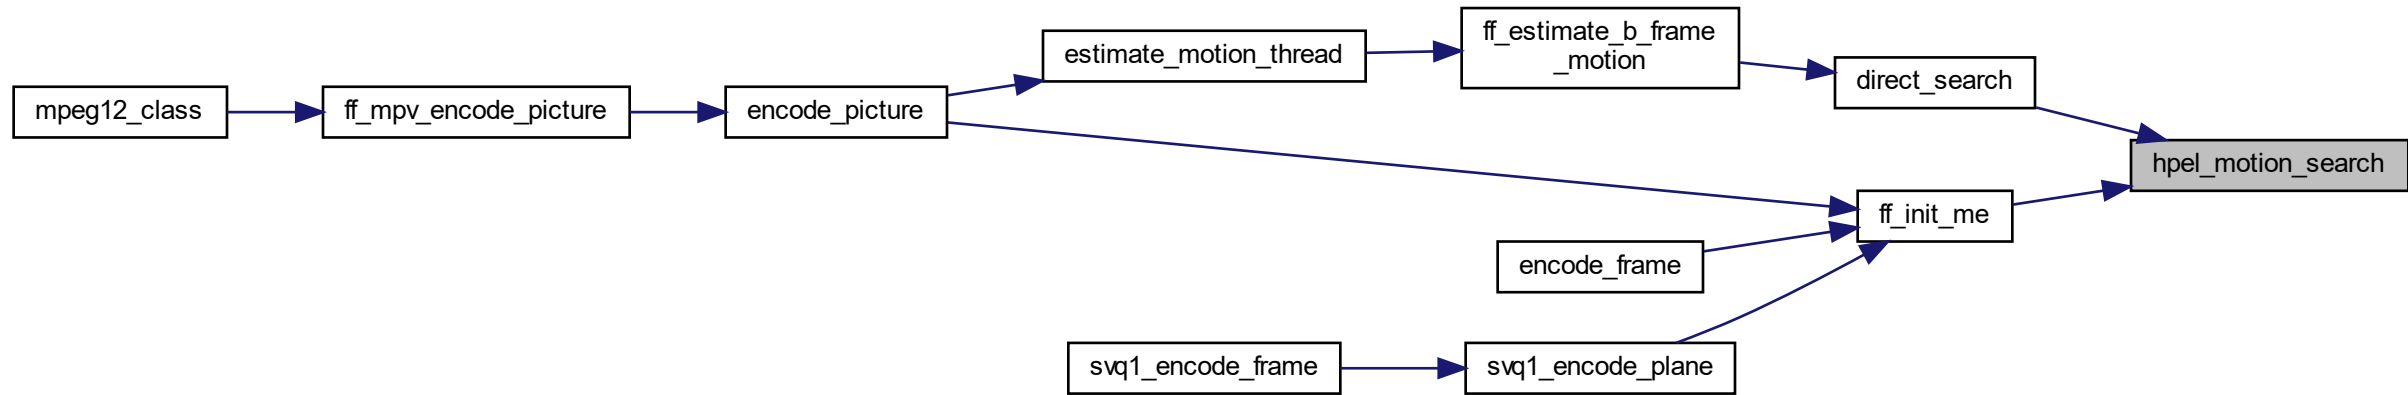 ff_estimate_b_frame
_motion
estimate_motion_thread
direct_search
mpeg12_class
ff_mpv_encode_picture
encode_picture
hpel_motion_search
ff_init_me
encode_frame
svq1_encode_frame
svq1_encode_plane